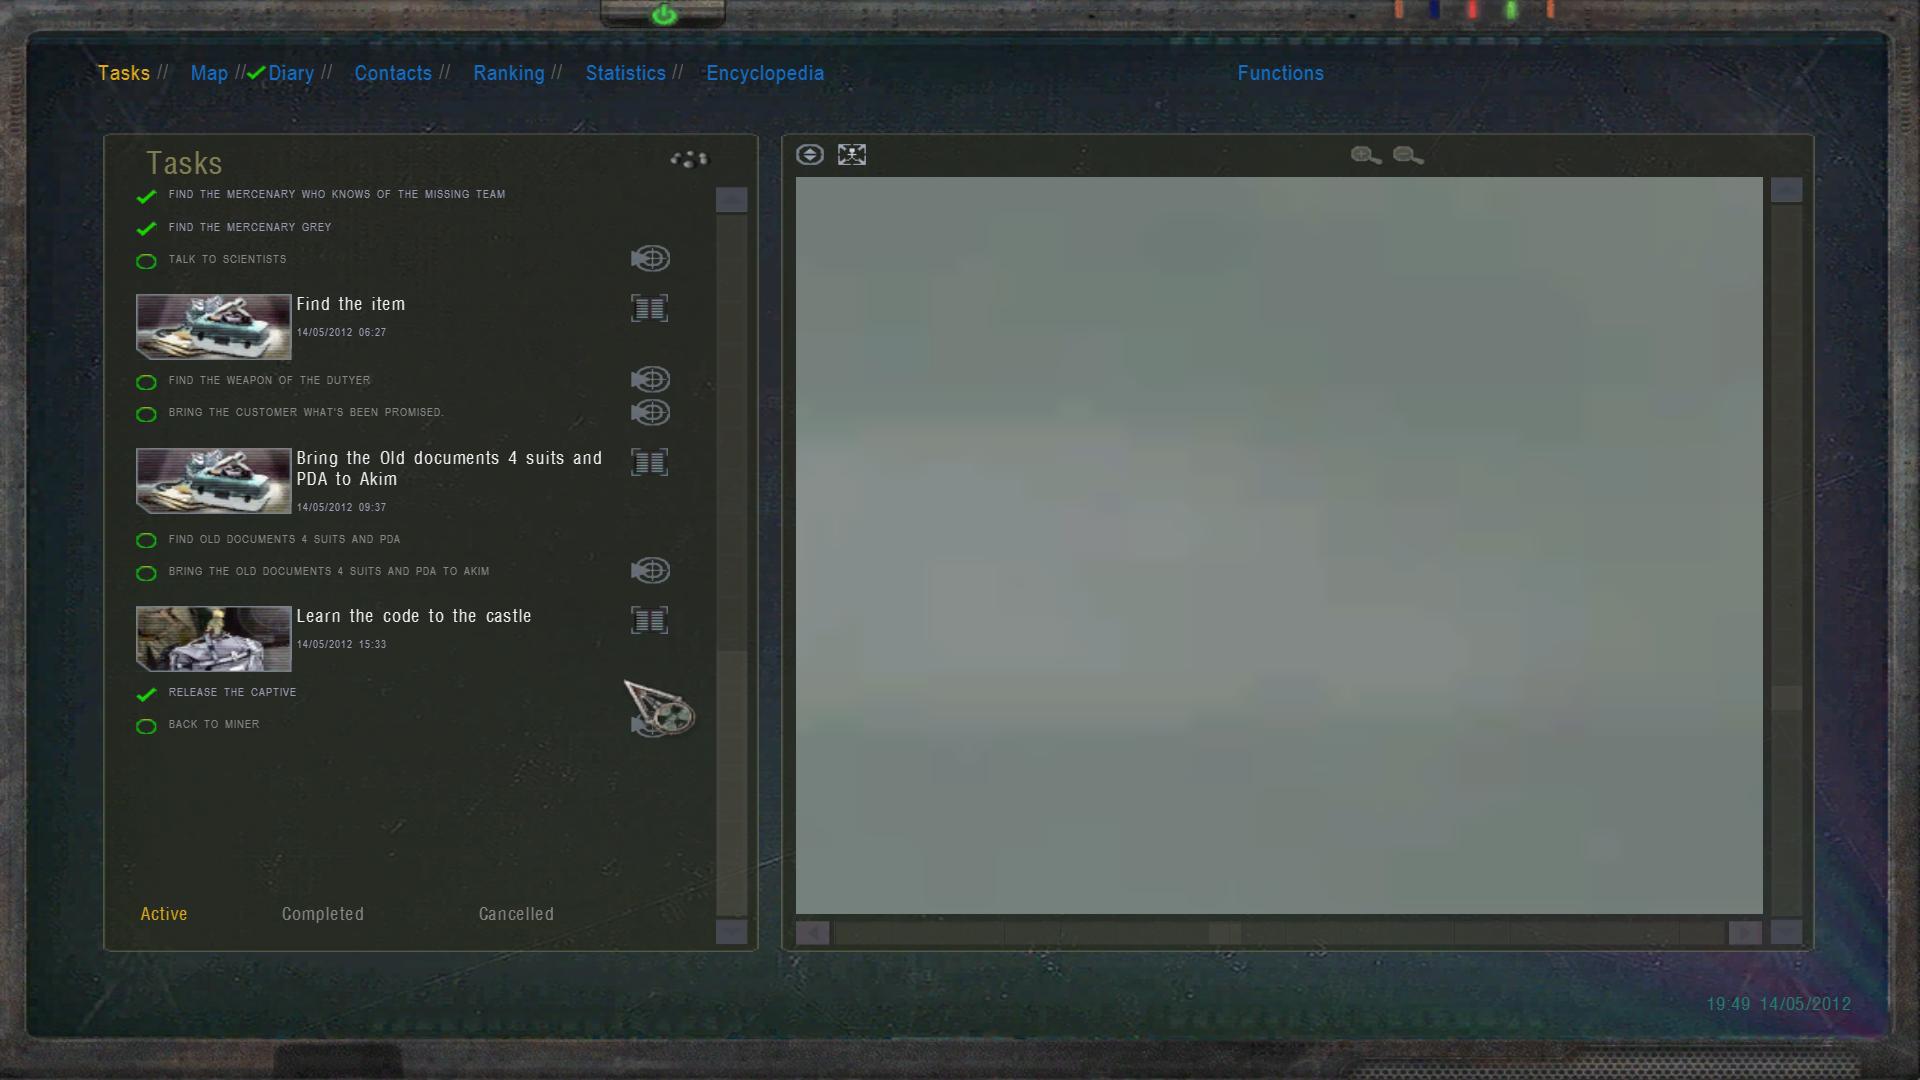 Tasks // Map // Diary // Contacts // Ranking // Statistics // Encyclopedia Functions
Tasks
FIND THE MERCENARY WHO KNOWS OF THE MISSING TEAM
FIND THE MERCENARY GREY
TALK TO SCIENTISTS
Find the item
14/05/2012 06:27
FIND THE WEAPON OF THE DUTYER
BRING THE CUSTOMER WHAT'S BEEN PROMISED.
Bring the Old documents 4 suits and
PDA to Akim
14/05/2012 09:37
FIND OLD DOCUMENTS 4 SUITS AND PDA
BRING THE OLD DOCUMENTS 4 SUITS AND PDA TO AKIM
Learn the code to the castle
14/05/2012 15:33
RELEASE THE CAPTIVE
BACK TO MINER
Active Completed Cancelled
19:49 14/05/2012